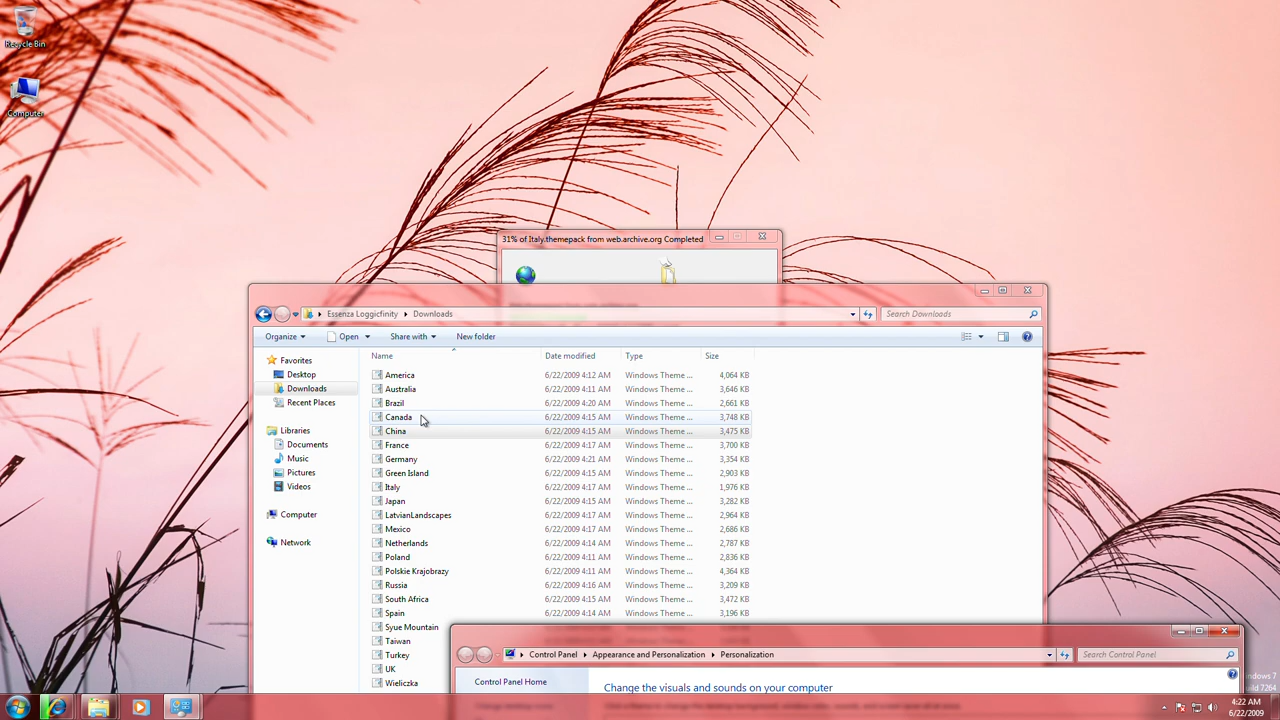 Recycle Bin
Computer
31% of Italy.themepack from web.archive.org Completed
Essenza Loggicfinity Downloads
Search Downloads
Organize Open Share with New folder
Name Date modified Type Size
Favorites
Desktop
Downloads
Recent Places
Libraries
Documents
Music
Pictures
Videos
Computer
Network
America 6/22/2009 4:12 AM Windows Theme ... 4,064 KB
Australia 6/22/2009 4:11 AM Windows Theme ... 3,646 KB
Brazil 6/22/2009 4:20 AM Windows Theme ... 2,661 KB
Canada 6/22/2009 4:15 AM Windows Theme ... 3,748 KB
China 6/22/2009 4:15 AM Windows Theme ... 3,475 KB
France 6/22/2009 4:17 AM Windows Theme ... 3,700 KB
Germany 6/22/2009 4:21 AM Windows Theme ... 3,354 KB
Green Island 6/22/2009 4:15 AM Windows Theme ... 2,903 KB
Italy 6/22/2009 4:17 AM Windows Theme ... 1,976 KB
Japan 6/22/2009 4:15 AM Windows Theme ... 3,282 KB
LatvianLandscapes 6/22/2009 4:17 AM Windows Theme ... 2,964 KB
Mexico 6/22/2009 4:17 AM Windows Theme ... 2,686 KB
Netherlands 6/22/2009 4:14 AM Windows Theme ... 2,787 KB
Poland 6/22/2009 4:11 AM Windows Theme ... 2,836 KB
Polskie Krajobrazy 6/22/2009 4:11 AM Windows Theme ... 4,364 KB
Russia 6/22/2009 4:16 AM Windows Theme ... 3,209 KB
South Africa 6/22/2009 4:15 AM Windows Theme ... 3,472 KB
Spain 6/22/2009 4:14 AM Windows Theme ... 3,196 KB
Syue Mountain
Taiwan
Turkey
UK
Wieliczka
Control Panel Appearance and Personalization Personalization
Search Control Panel
Control Panel Home
Change the visuals and sounds on your computer
4:22 AM
6/22/2009